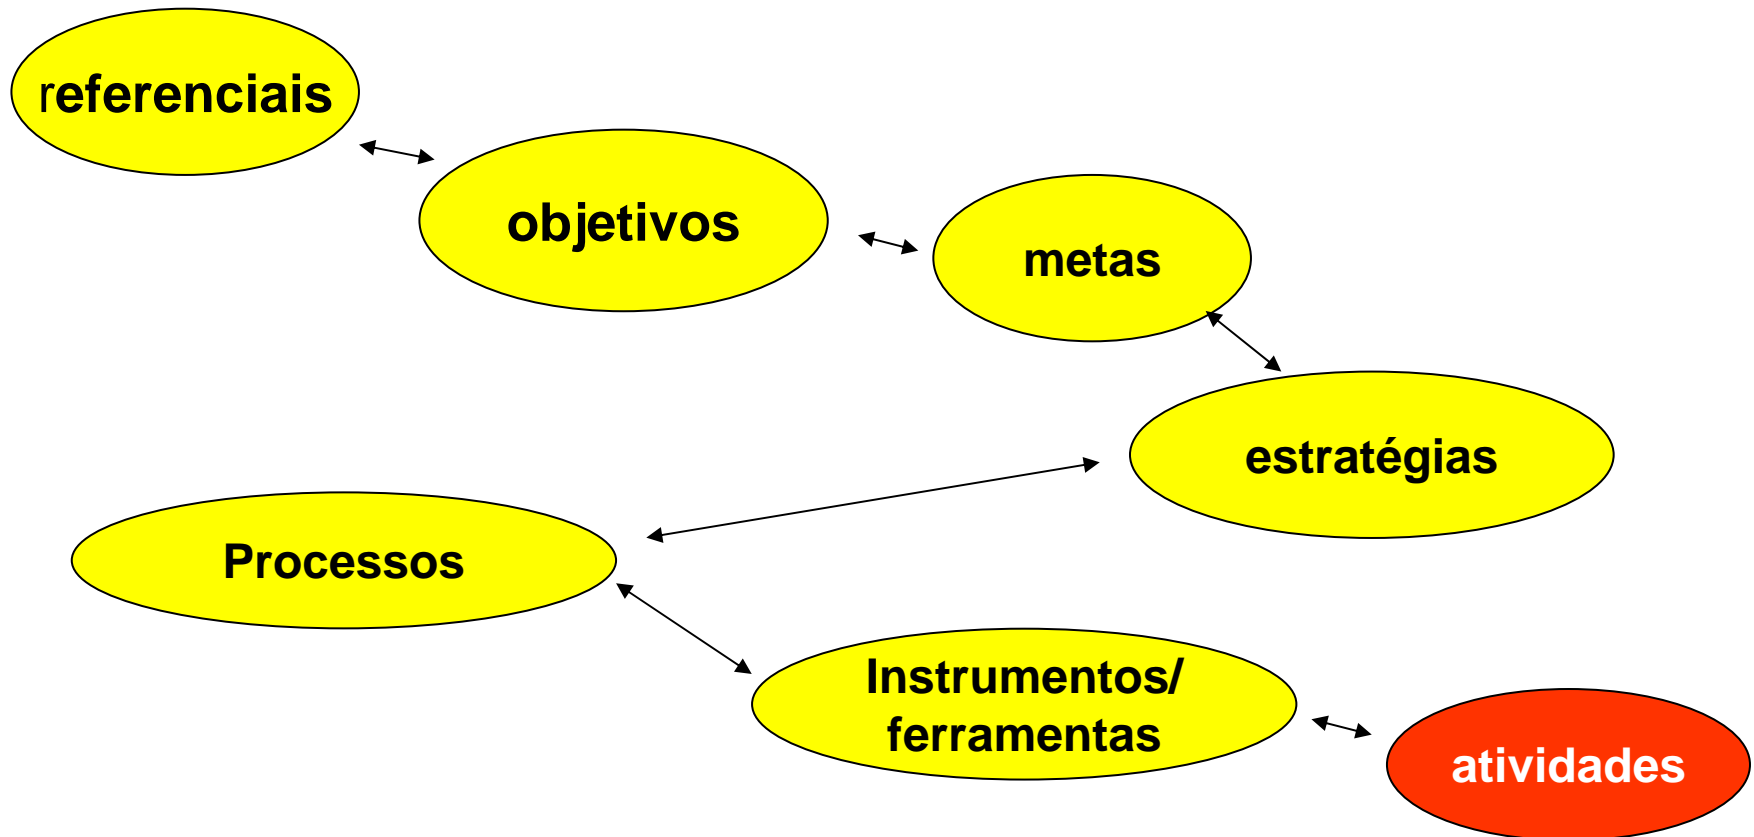 referenciais
objetivos
metas
estratégias
Processos
Instrumentos/
ferramentas
atividades